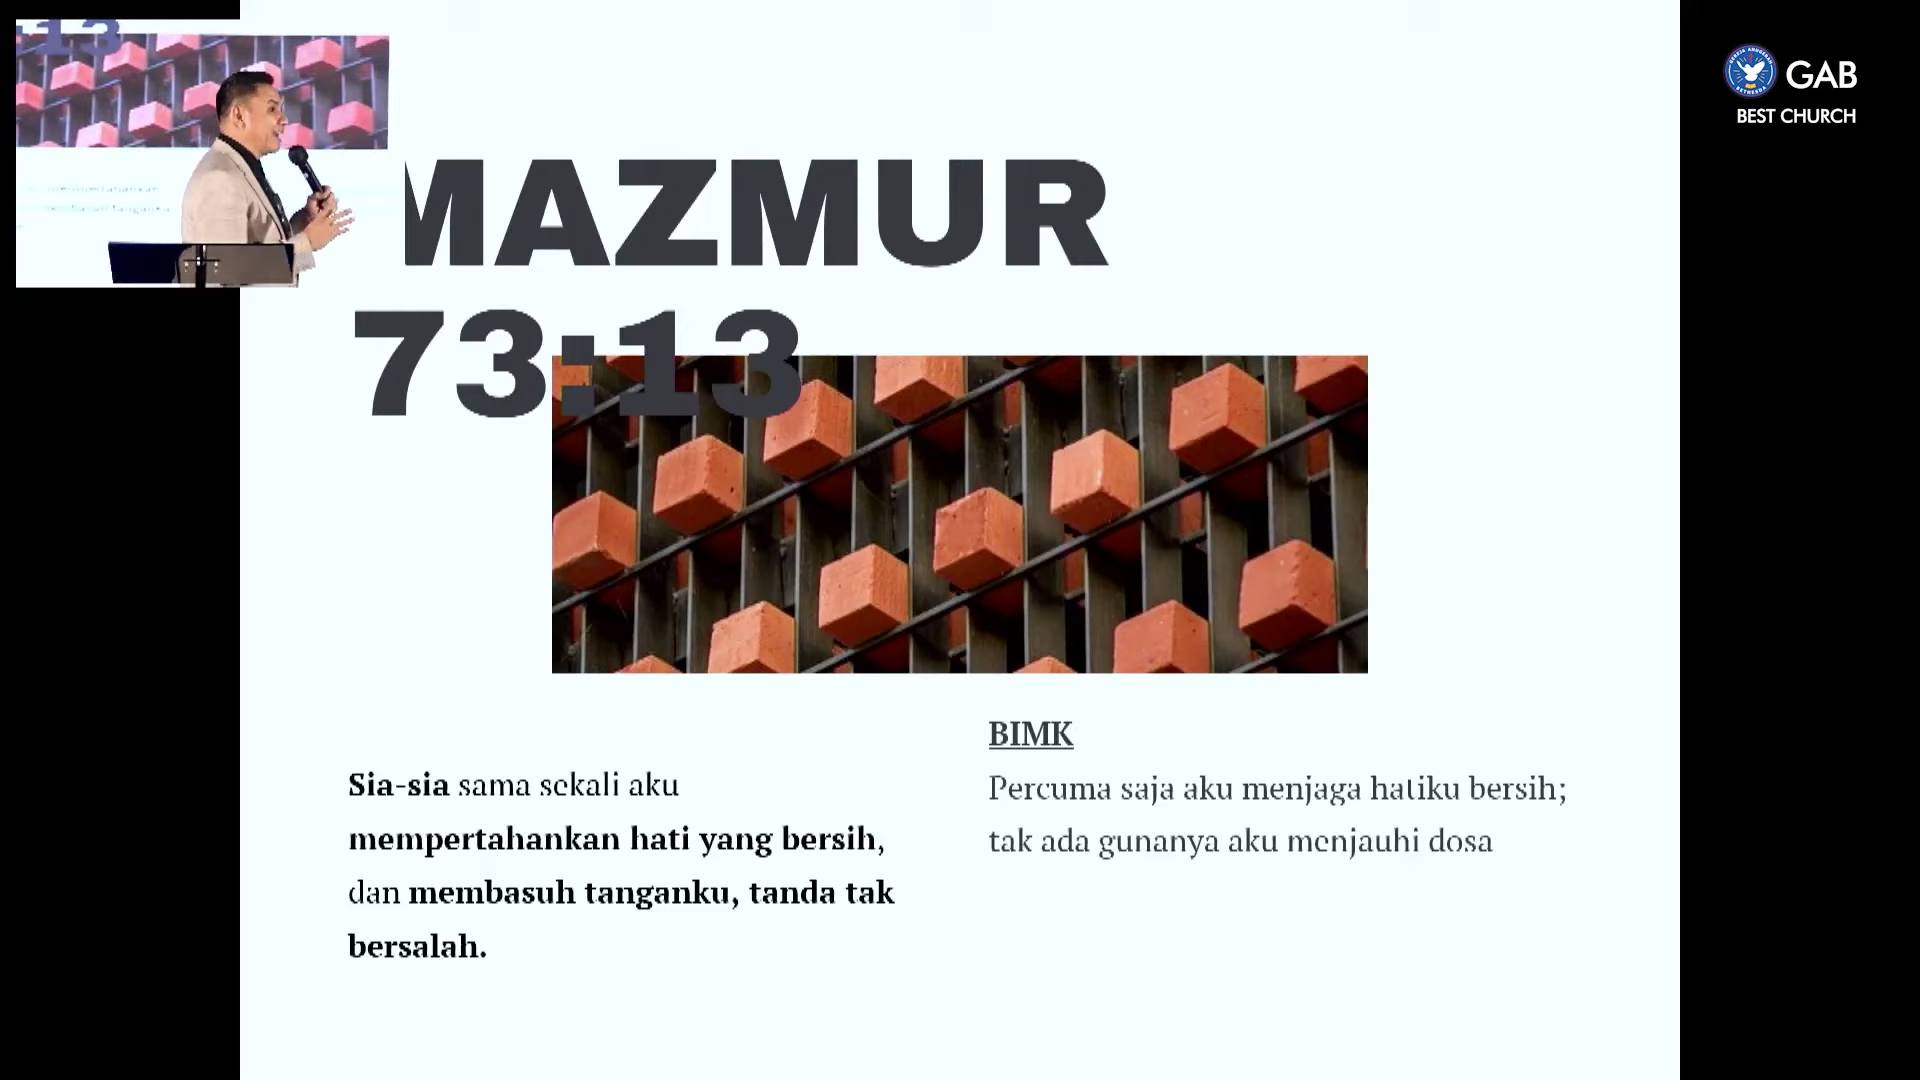 :13
GAB
BEST CHURCH
MAZMUR
73:13
Sia-sia sama sekali aku
mempertahankan hati yang bersih,
dan membasuh tanganku, tanda tak
bersalah.
BIMK
Percuma saja aku menjaga hatiku bersih;
tak ada gunanya aku menjauhi dosa